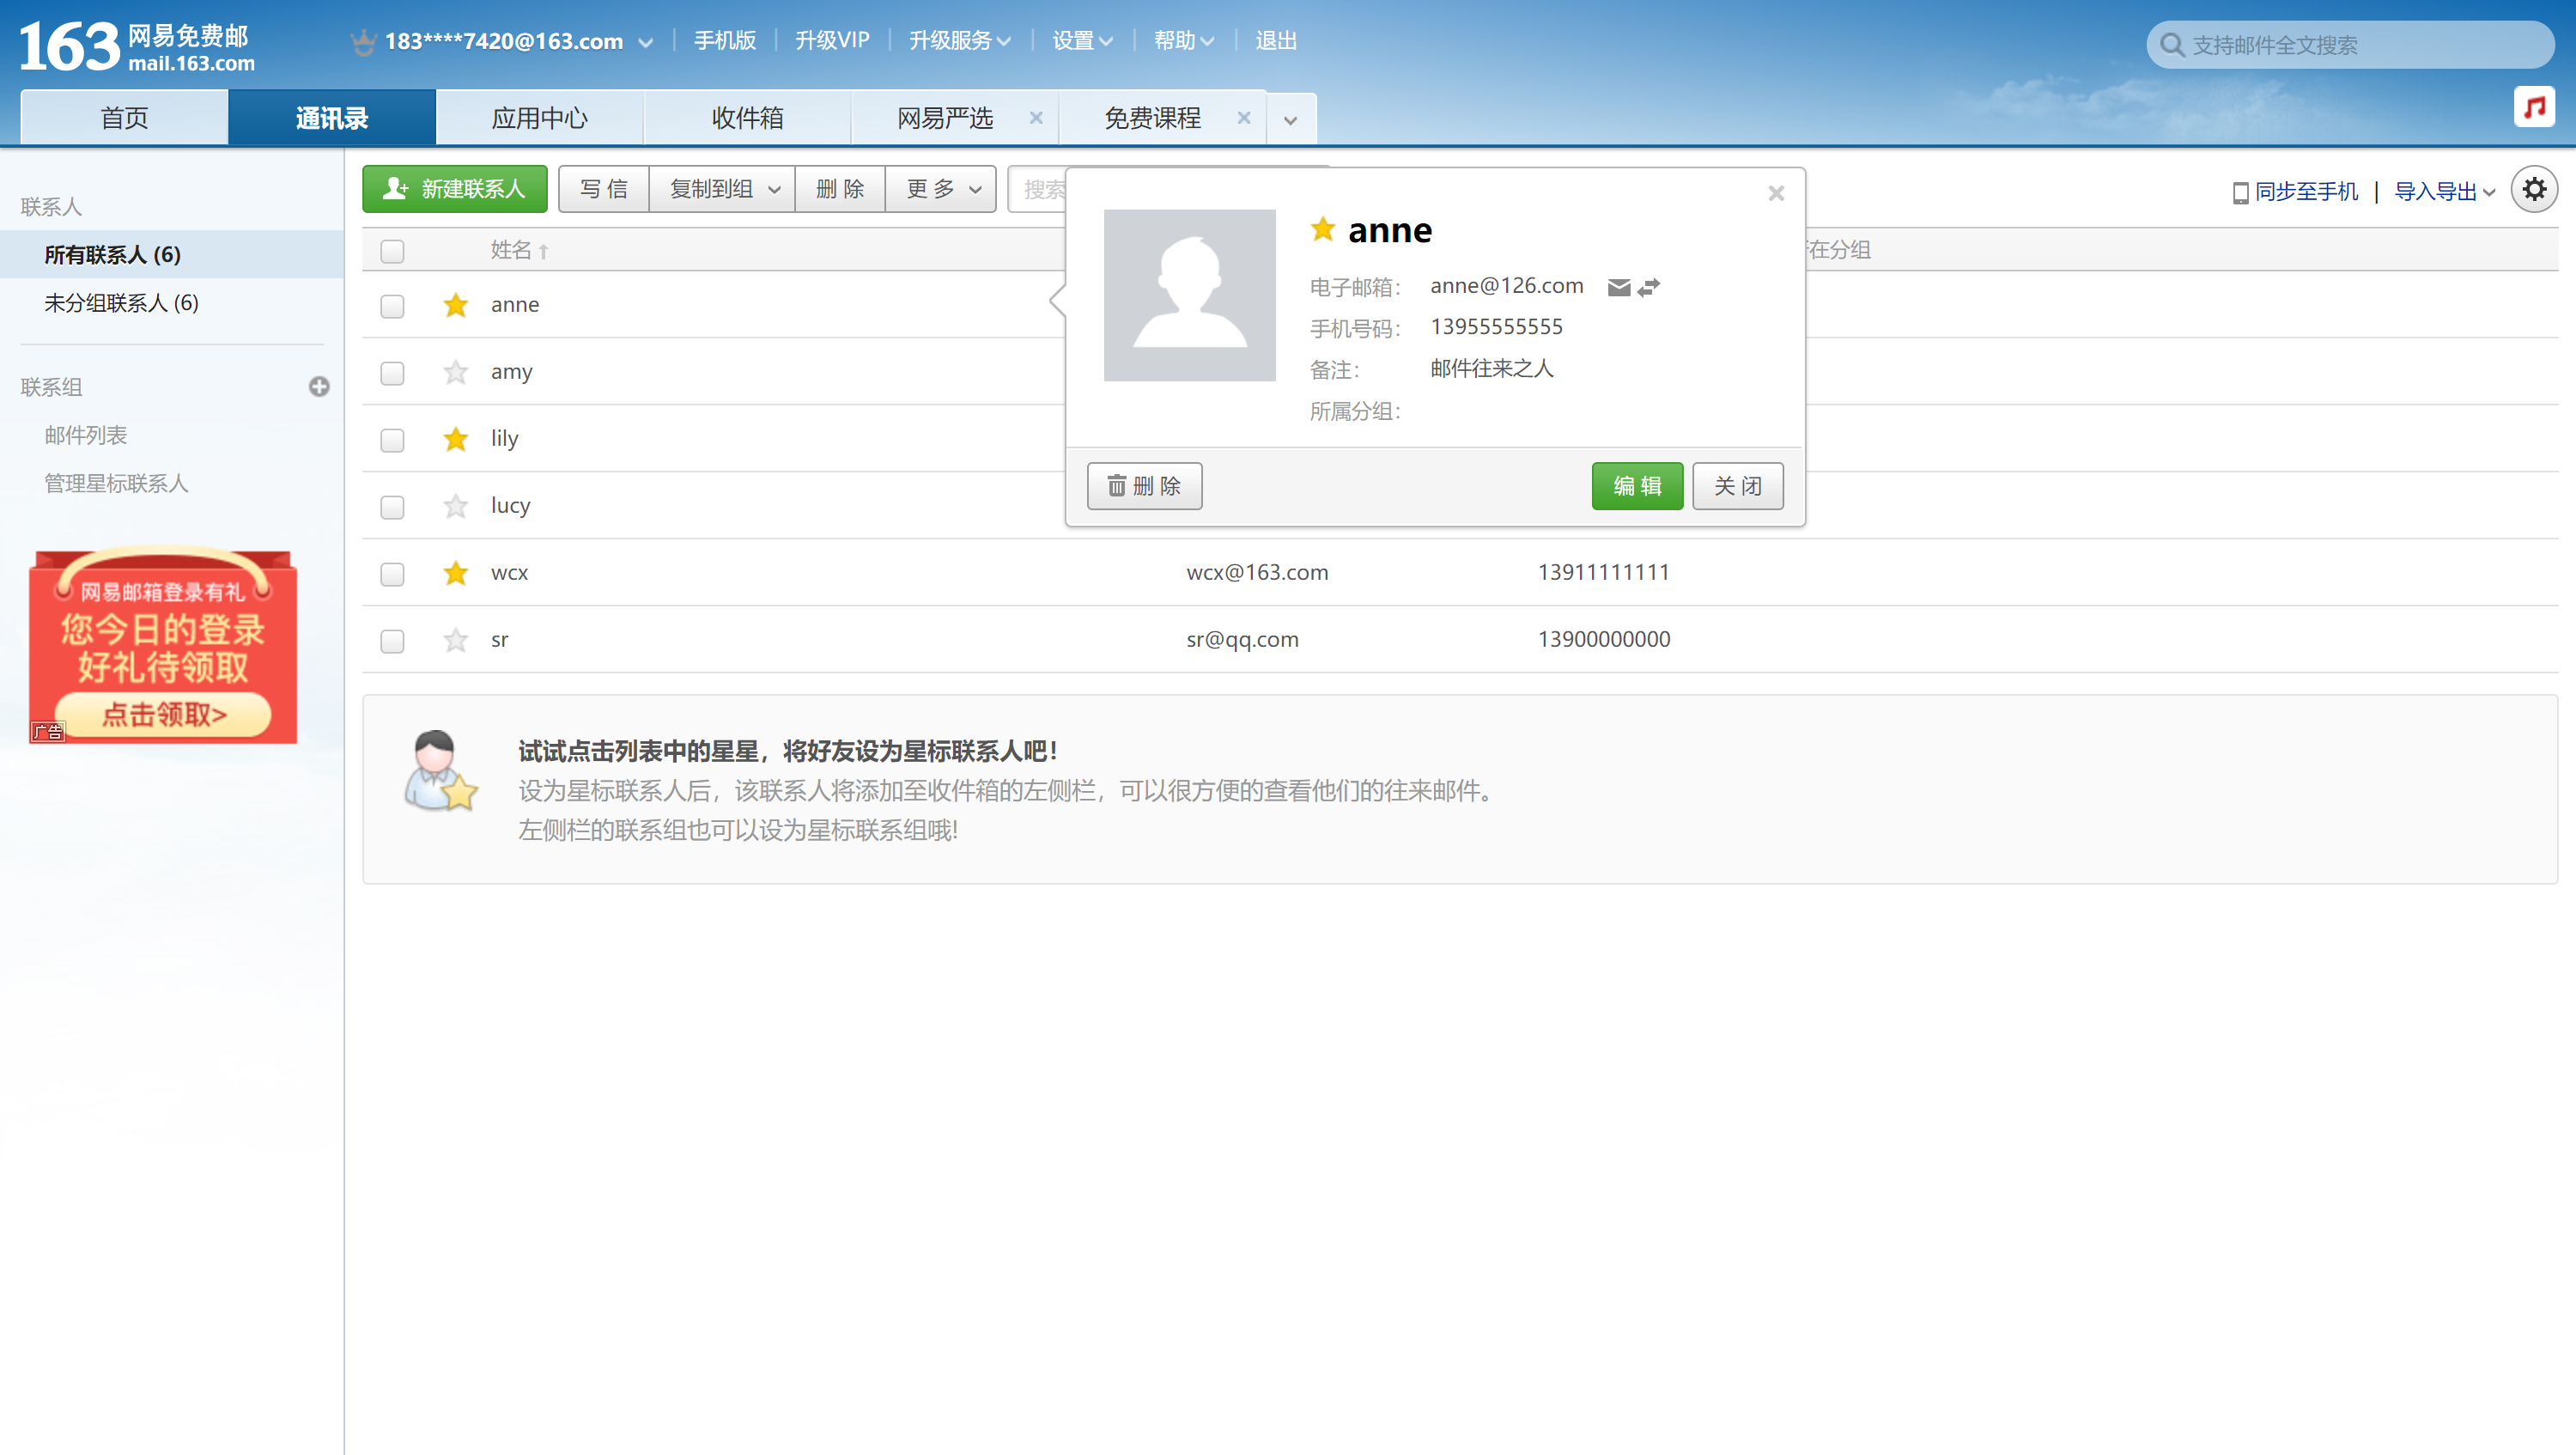 163 网易免费邮
mail.163.com
183****7420@163.com
手机版
升级VIP
升级服务
设置
帮助
退出
支持邮件全文搜索
首页
通讯录
应用中心
收件箱
网易严选
免费课程
联系人
所有联系人 (6)
未分组联系人 (6)
联系组
邮件列表
管理星标联系人
网易邮箱登录有礼
您今日的登录
好礼待领取
点击领取>
广告
新建联系人
写 信
复制到组
删 除
更 多
搜索
同步至手机
导入导出
姓名
在分组
anne
amy
lily
lucy
wcx
wcx@163.com
13911111111
sr
sr@qq.com
13900000000
anne
电子邮箱：
anne@126.com
手机号码：
13955555555
备注：
邮件往来之人
所属分组：
删 除
编 辑
关 闭
试试点击列表中的星星，将好友设为星标联系人吧！
设为星标联系人后，该联系人将添加至收件箱的左侧栏，可以很方便的查看他们的往来邮件。
左侧栏的联系组也可以设为星标联系组哦!